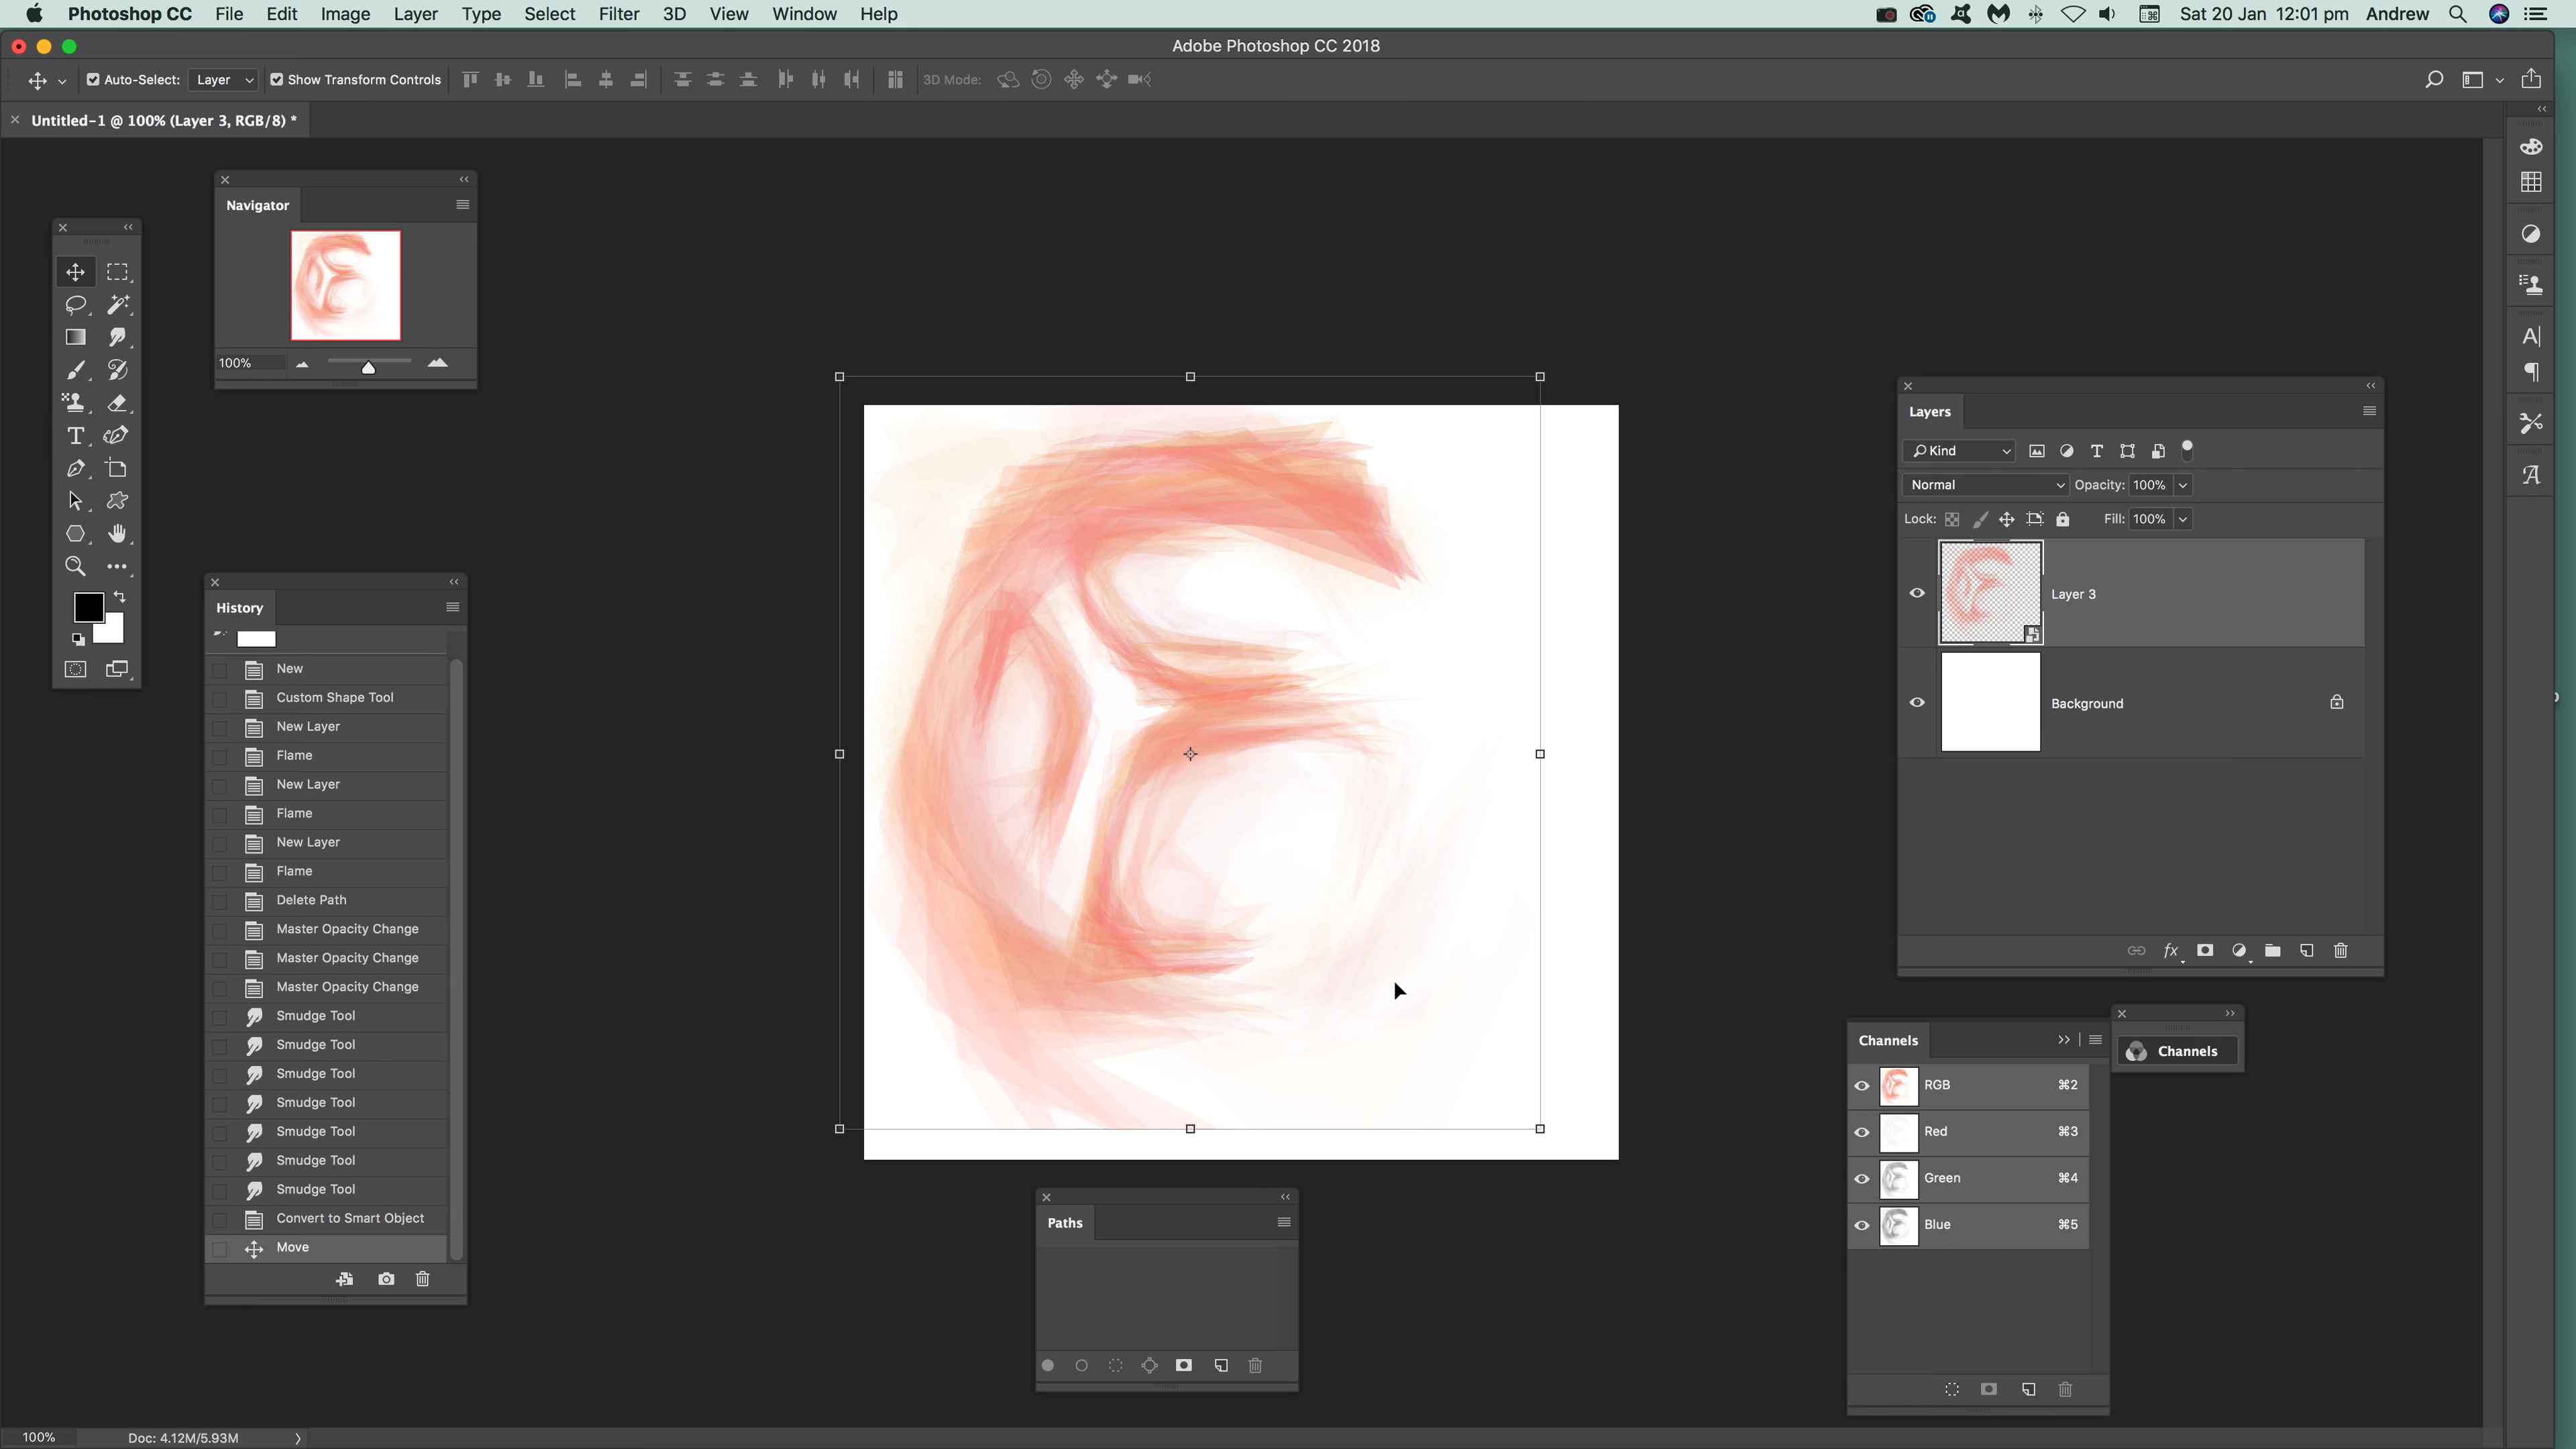 Photoshop CC File Edit Image Layer Type Select Filter 3D View Window Help Sat 20 Jan 12:01 pm Andrew
Adobe Photoshop CC 2018
Auto-Select: Layer Show Transform Controls 3D Mode:
Untitled-1 @ 100% (Layer 3, RGB/8) *
Navigator
100%
History
New
Custom Shape Tool
New Layer
Flame
New Layer
Flame
New Layer
Flame
Delete Path
Master Opacity Change
Master Opacity Change
Master Opacity Change
Smudge Tool
Smudge Tool
Smudge Tool
Smudge Tool
Smudge Tool
Smudge Tool
Smudge Tool
Convert to Smart Object
Move
Layers
Kind
Normal Opacity: 100%
Lock: Fill: 100%
Layer 3
Background
fx
Channels
Channels
RGB ⌘2
Red ⌘3
Green ⌘4
Blue ⌘5
Paths
100% Doc: 4.12M/5.93M